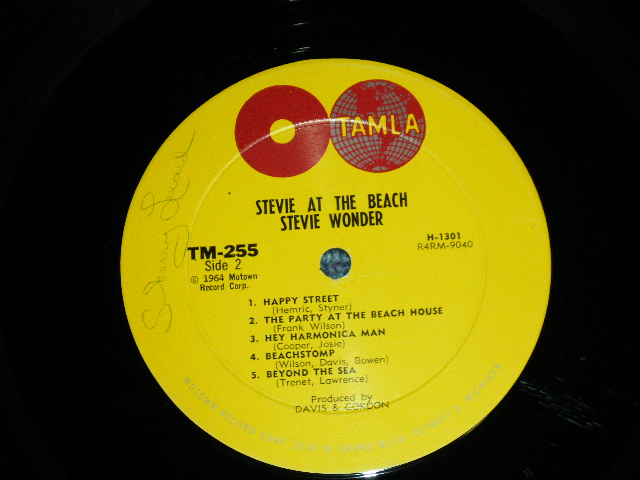 TAMLA
STEVIE AT THE BEACH
STEVIE WONDER
TM-255
Side 2
© 1964 Motown
Record Corp.
H-1301
R4RM-9040
1. HAPPY STREET
(Hemric, Styner)
2. THE PARTY AT THE BEACH HOUSE
(Frank Wilson)
3. HEY HARMONICA MAN
(Cooper, Josie)
4. BEACHSTOMP
(Wilson, Davis, Bowen)
5. BEYOND THE SEA
(Trenet, Lawrence)
Produced by
DAVIS & GORDON
MOTOWN RECORD CORP.